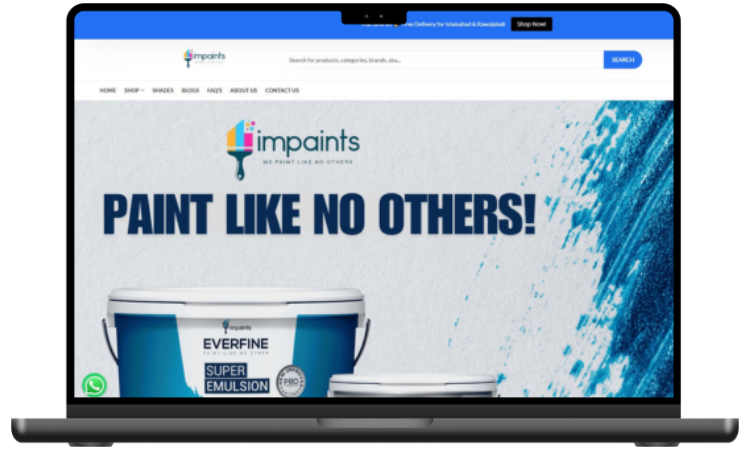 Free Delivery for Islamabad & Rawalpindi Shop Now!
impaints
Search for products, categories, brands, sku... SEARCH
HOME SHOP SHADES BLOGS FAQ'S ABOUT US CONTACT US
impaints
WE PAINT LIKE NO OTHERS
PAINT LIKE NO OTHERS!
impaints
EVERFINE
PAINT LIKE NO OTHER
SUPER
EMULSION
PRO